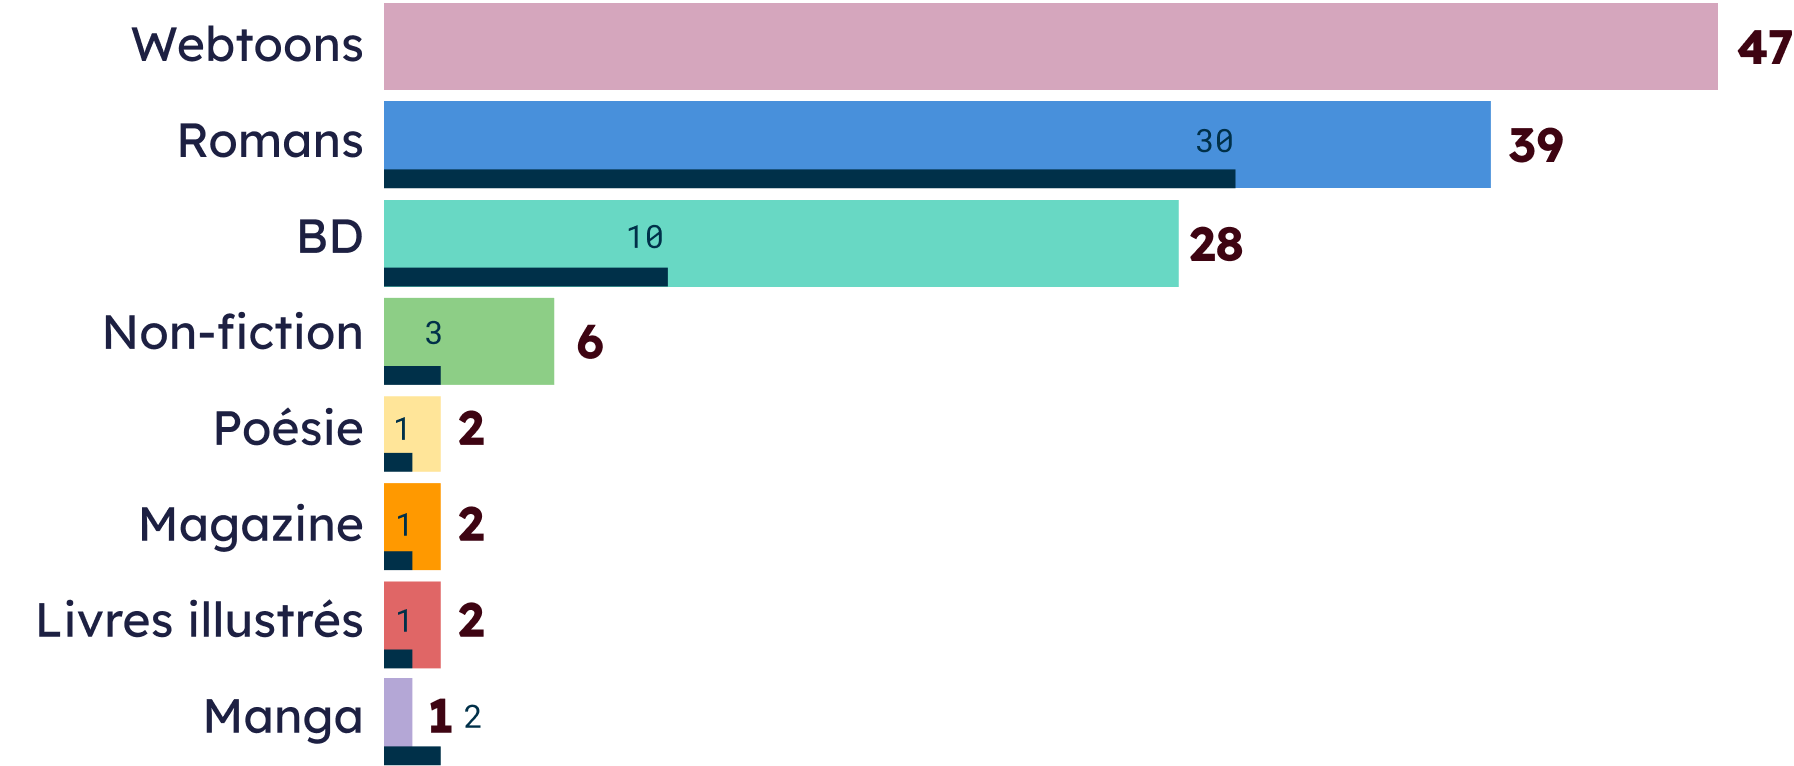 Webtoons 47
Romans 30 39
BD 10 28
Non-fiction 3 6
Poésie 1 2
Magazine 1 2
Livres illustrés 1 2
Manga 1 2